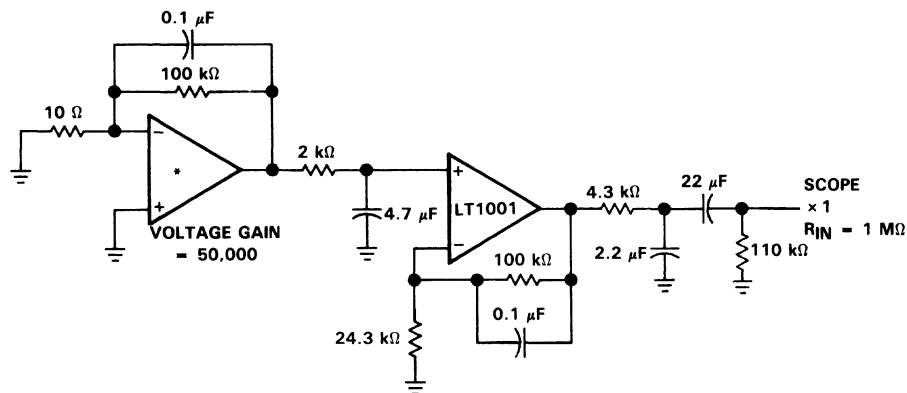 0.1 µF
100 kΩ
10 Ω
−
*
+
VOLTAGE GAIN
= 50,000
2 kΩ
4.7 µF
+
LT1001
−
100 kΩ
0.1 µF
24.3 kΩ
4.3 kΩ
2.2 µF
22 µF
110 kΩ
SCOPE
× 1
RIN = 1 MΩ